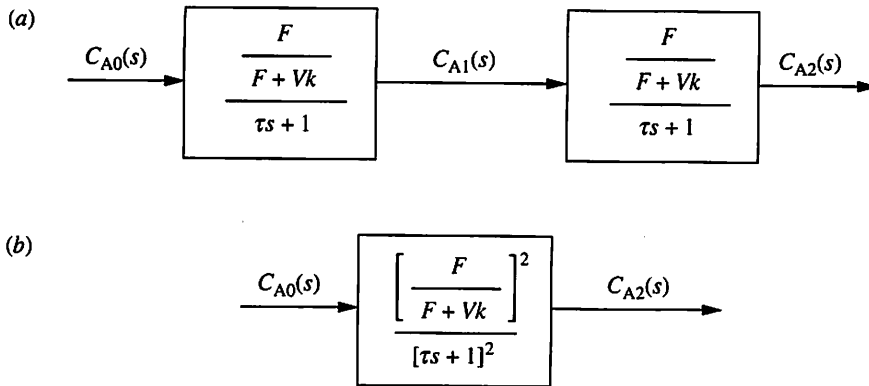 (a)
C_A0(s)
F
F + Vk
τs + 1
C_A1(s)
F
F + Vk
τs + 1
C_A2(s)
(b)
C_A0(s)
[ F / F + Vk ]^2
[τs + 1]^2
C_A2(s)